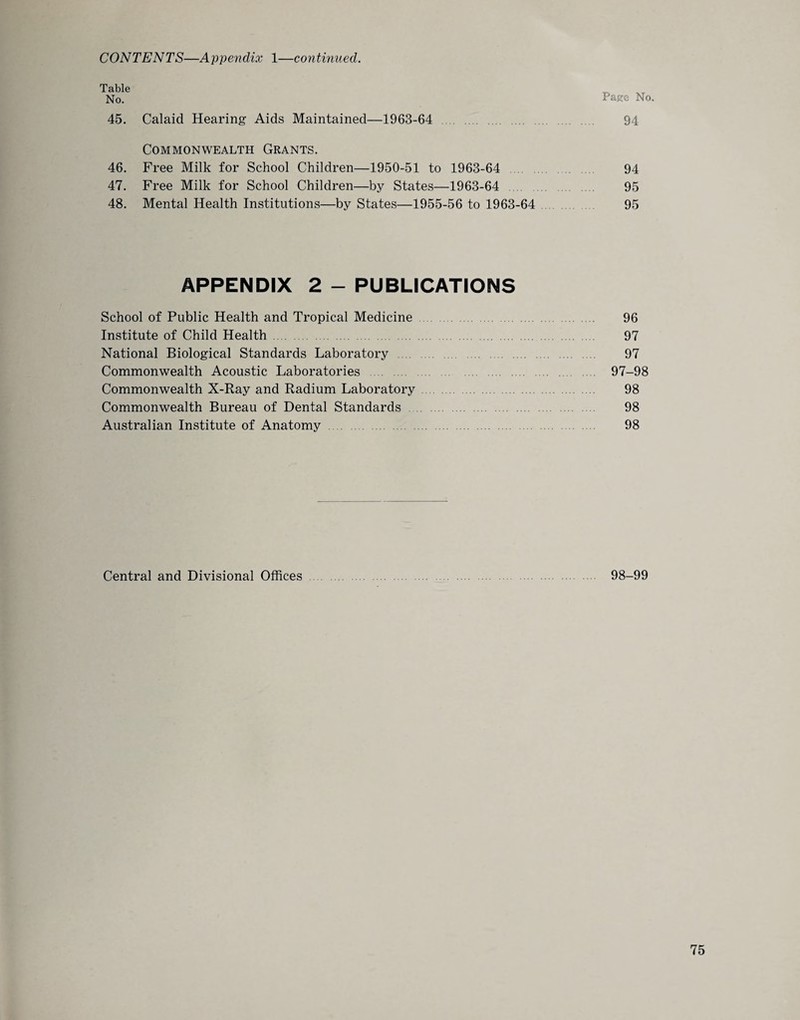 CONTENTS—Appendix 1—continued.
Table
No. Page No.
45. Calaid Hearing Aids Maintained—1963-64 .... .... .... .... .... .... .... 94
COMMONWEALTH GRANTS.
46. Free Milk for School Children—1950-51 to 1963-64 .... .... .... .... 94
47. Free Milk for School Children—by States—1963-64 .... .... .... .... 95
48. Mental Health Institutions—by States—1955-56 to 1963-64 .... .... .... 95
APPENDIX 2 – PUBLICATIONS
School of Public Health and Tropical Medicine .... .... .... .... .... .... .... 96
Institute of Child Health .... .... .... .... .... .... .... .... .... .... .... 97
National Biological Standards Laboratory .... .... .... .... .... .... .... .... 97
Commonwealth Acoustic Laboratories .... .... .... .... .... .... .... .... 97–98
Commonwealth X-Ray and Radium Laboratory .... .... .... .... .... .... .... 98
Commonwealth Bureau of Dental Standards .... .... .... .... .... .... .... 98
Australian Institute of Anatomy .... .... .... .... .... .... .... .... .... 98
Central and Divisional Offices .... .... .... .... .... .... .... .... .... 98–99
75